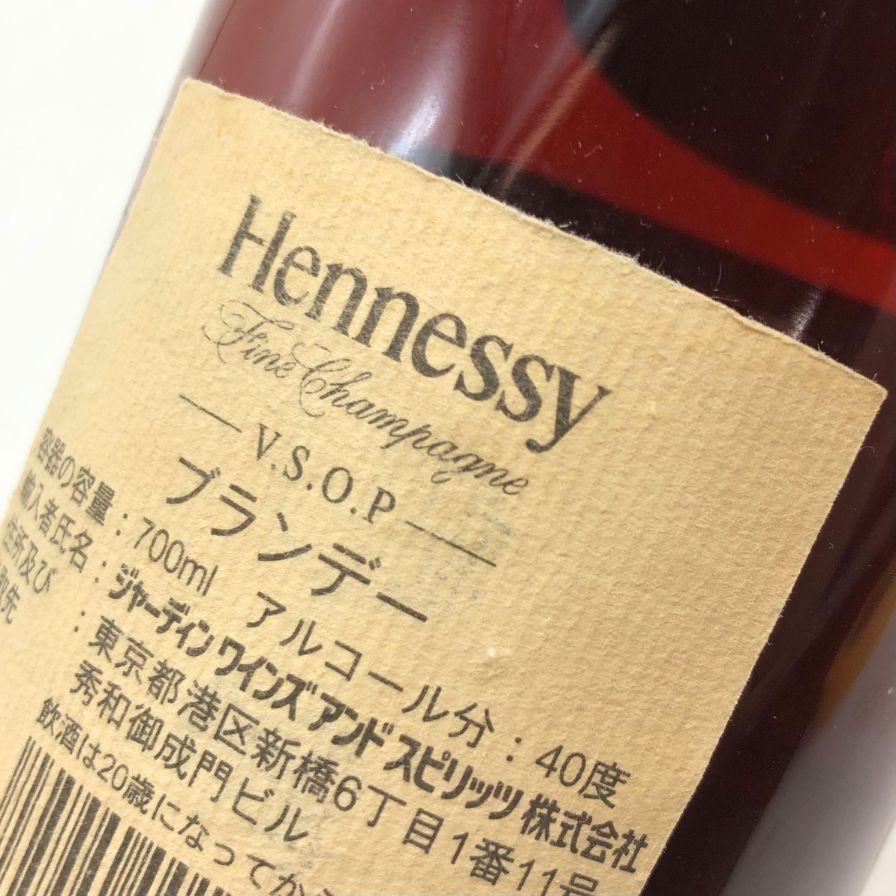 Hennessy
Fine Champagne
V.S.O.P
ブランデー
容器の容量：700ml アルコール分：40度
輸入者氏名：ジャーディン ワインズ アンド スピリッツ 株式会社
住所及び：東京都港区新橋6丁目1番11号
先 秀和御成門ビル
飲酒は20歳になってか